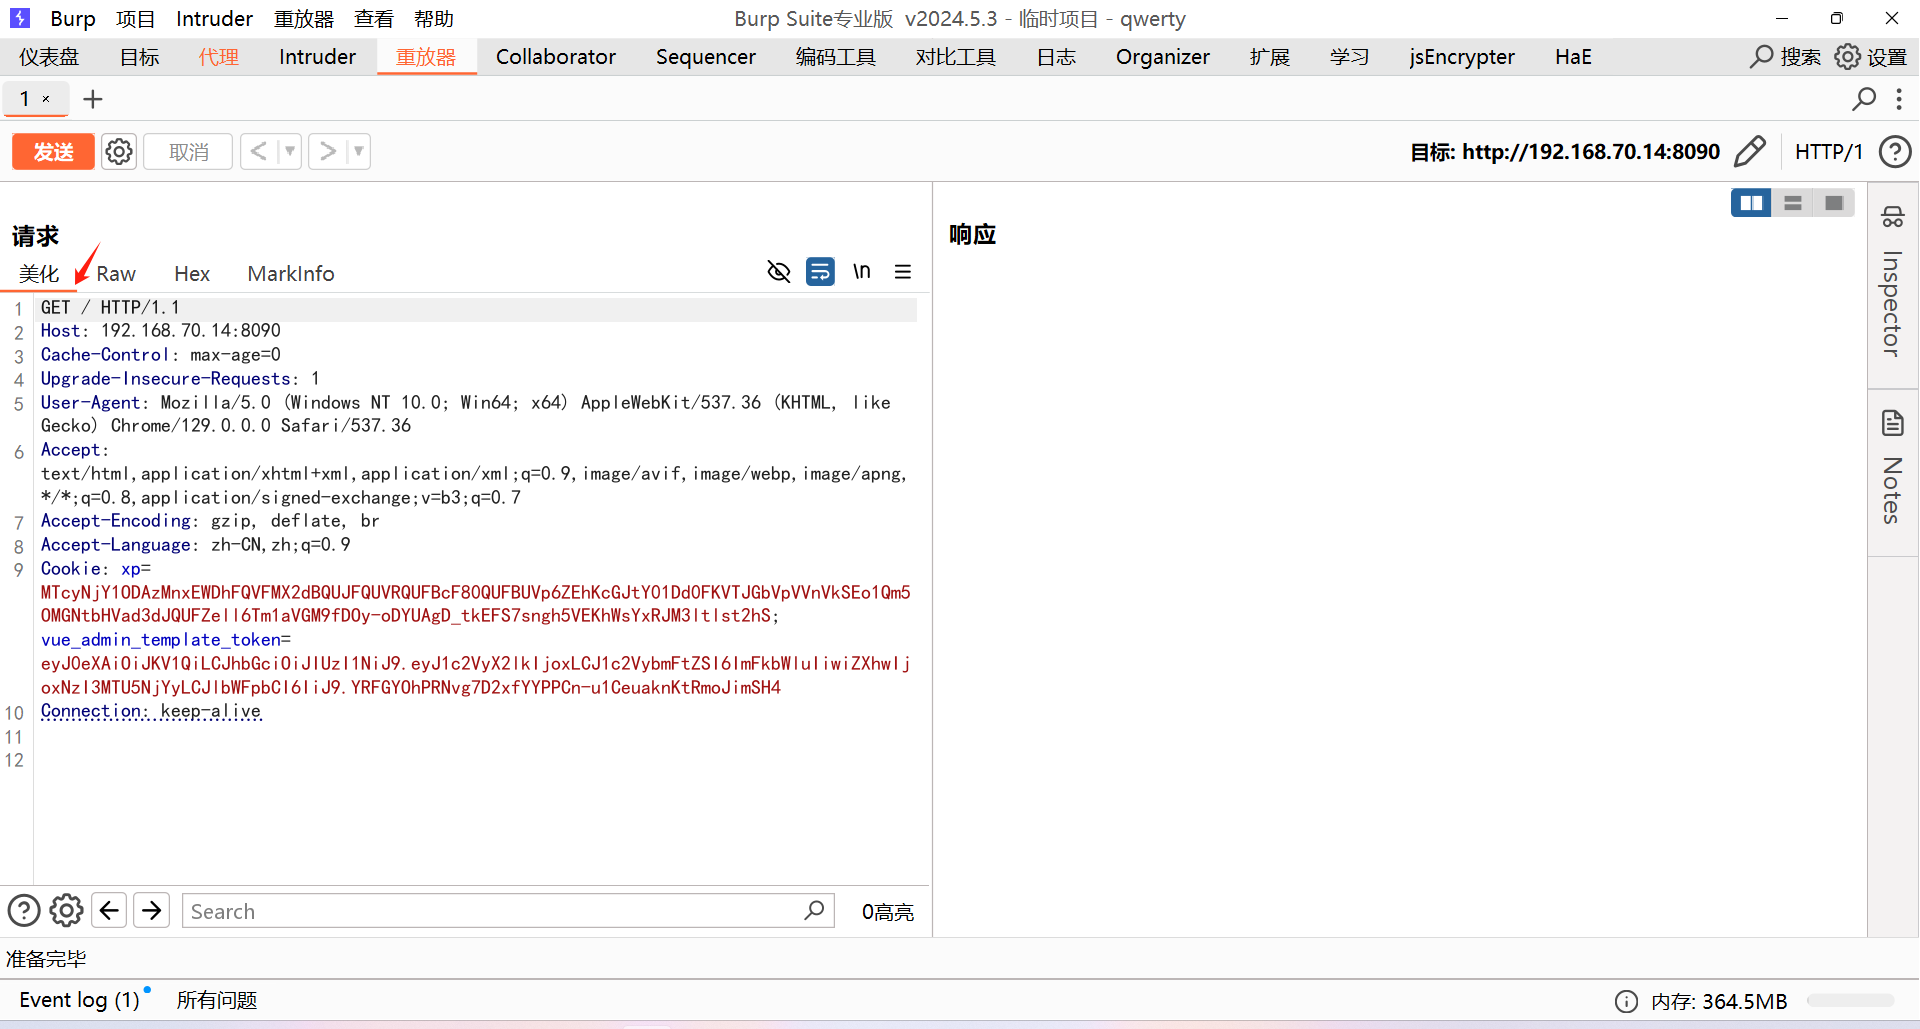 Burp 项目 Intruder 重放器 查看 帮助 Burp Suite专业版 v2024.5.3 - 临时项目 - qwerty
仪表盘 目标 代理 Intruder 重放器 Collaborator Sequencer 编码工具 对比工具 日志 Organizer 扩展 学习 jsEncrypter HaE 搜索 设置
1 × +
发送 取消 < > 目标: http://192.168.70.14:8090 HTTP/1
请求
美化 Raw Hex MarkInfo \n
1 GET / HTTP/1.1
2 Host: 192.168.70.14:8090
3 Cache-Control: max-age=0
4 Upgrade-Insecure-Requests: 1
5 User-Agent: Mozilla/5.0 (Windows NT 10.0; Win64; x64) AppleWebKit/537.36 (KHTML, like
Gecko) Chrome/129.0.0.0 Safari/537.36
6 Accept:
text/html,application/xhtml+xml,application/xml;q=0.9,image/avif,image/webp,image/apng,
*/*;q=0.8,application/signed-exchange;v=b3;q=0.7
7 Accept-Encoding: gzip, deflate, br
8 Accept-Language: zh-CN,zh;q=0.9
9 Cookie: xp=
MTcyNjY1ODAzMnxEWDhFQVFMX2dBQUJFQUVRQUFBcF80QUFBUVp6ZEhKcGJtY01Dd0FKVTJGbVpVVnVkSEo1Qm5
OMGNtbHVad3dJQUFZell6Tm1aVGM9fDOy-oDYUAgD_tkEFS7sngh5VEKhWsYxRJM3ltlst2hS;
vue_admin_template_token=
eyJ0eXAiOiJKV1QiLCJhbGciOiJIUzI1NiJ9.eyJ1c2VyX2lkIjoxLCJ1c2VybmFtZSI6ImFkbWluIiwiZXhwIj
oxNzI3MTU5NjYyLCJlbWFpbCI6IiJ9.YRFGYOhPRNvg7D2xfYYPPCn-u1CeuaknKtRmoJimSH4
10 Connection: keep-alive
11
12
响应
Inspector
Notes
Search 0高亮
准备完毕
Event log (1) 所有问题 内存: 364.5MB